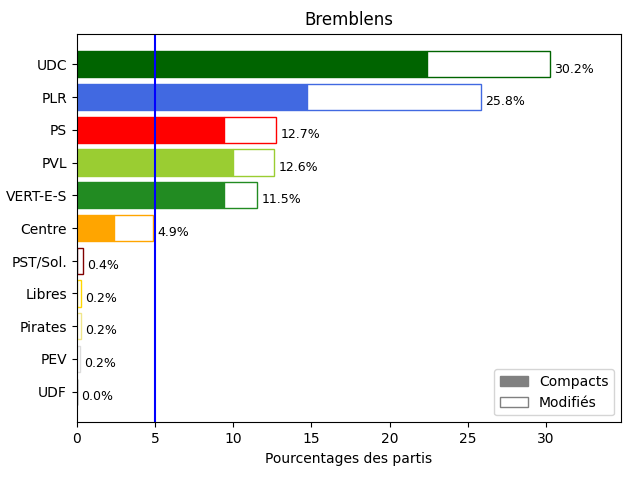 Bremblens
UDC 30.2%
PLR 25.8%
PS 12.7%
PVL 12.6%
VERT-E-S 11.5%
Centre 4.9%
PST/Sol. 0.4%
Libres 0.2%
Pirates 0.2%
PEV 0.2%
UDF 0.0%
Compacts
Modifiés
0 5 10 15 20 25 30
Pourcentages des partis